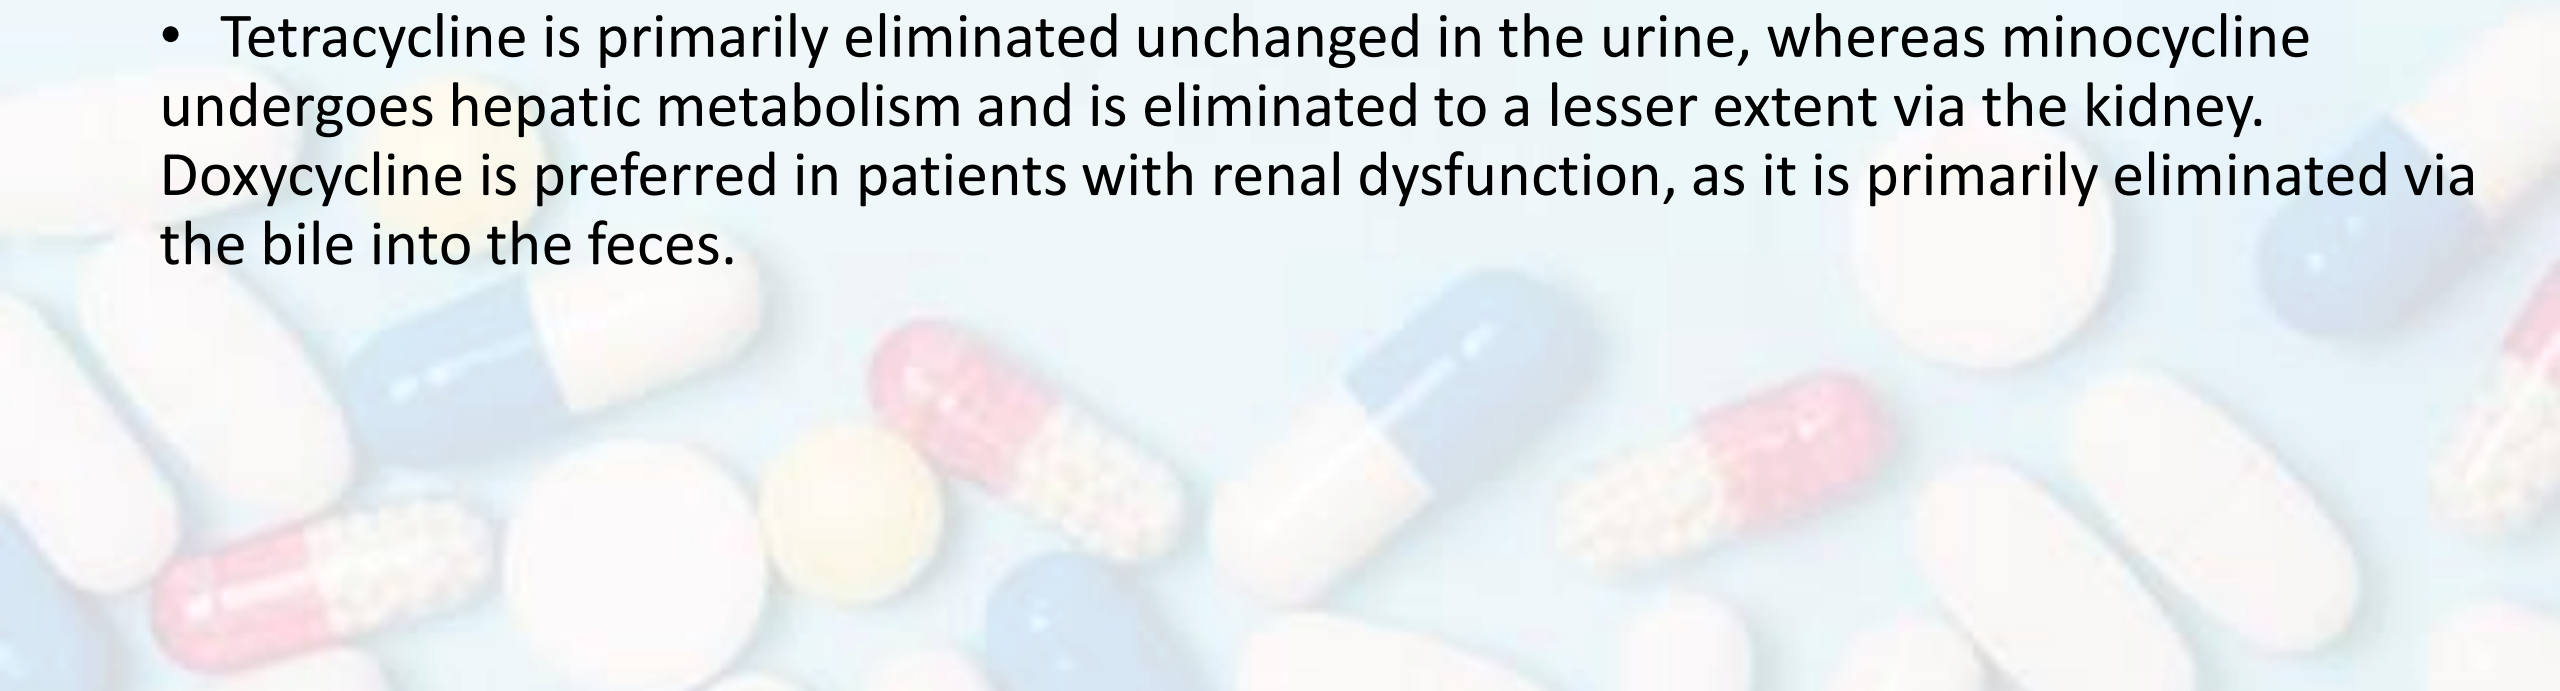 • Tetracycline is primarily eliminated unchanged in the urine, whereas minocycline
undergoes hepatic metabolism and is eliminated to a lesser extent via the kidney.
Doxycycline is preferred in patients with renal dysfunction, as it is primarily eliminated via
the bile into the feces.